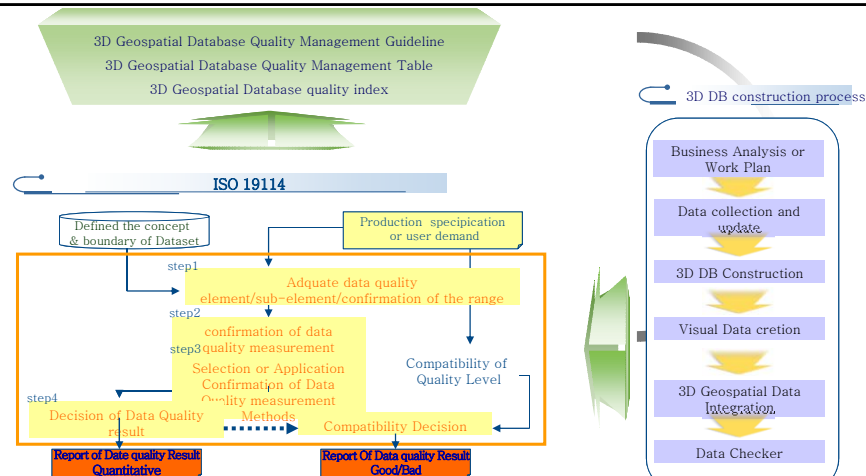 3D Geospatial Database Quality Management Guideline
3D Geospatial Database Quality Management Table
3D Geospatial Database quality index
ISO 19114
Defined the concept
& boundary of Dataset
Production specipication
or user demand
step1
Adquate data quality
element/sub-element/confirmation of the range
step2
confirmation of data
quality measurement
step3
Selection or Application
Confirmation of Data
Quality measurement
Methods
Compatibility of
Quality Level
step4
Decision of Data Quality
result
Compatibility Decision
Report of Date quality Result
Quantitative
Report Of Data quality Result
Good/Bad
3D DB construction process
Business Analysis or
Work Plan
Data collection and
update
3D DB Construction
Visual Data cretion
3D Geospatial Data
Integration
Data Checker